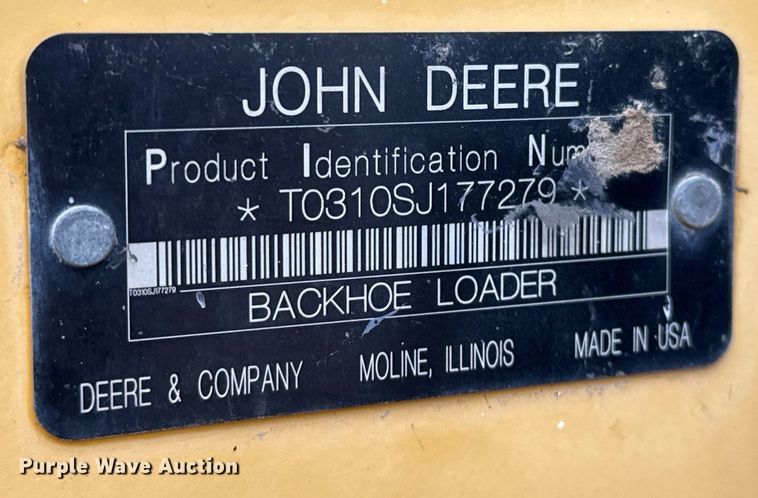 JOHN DEERE
Product Identification Num
* T0310SJ177279 *
T0310SJ177279
BACKHOE LOADER
DEERE & COMPANY MOLINE, ILLINOIS MADE IN USA
Purple Wave Auction